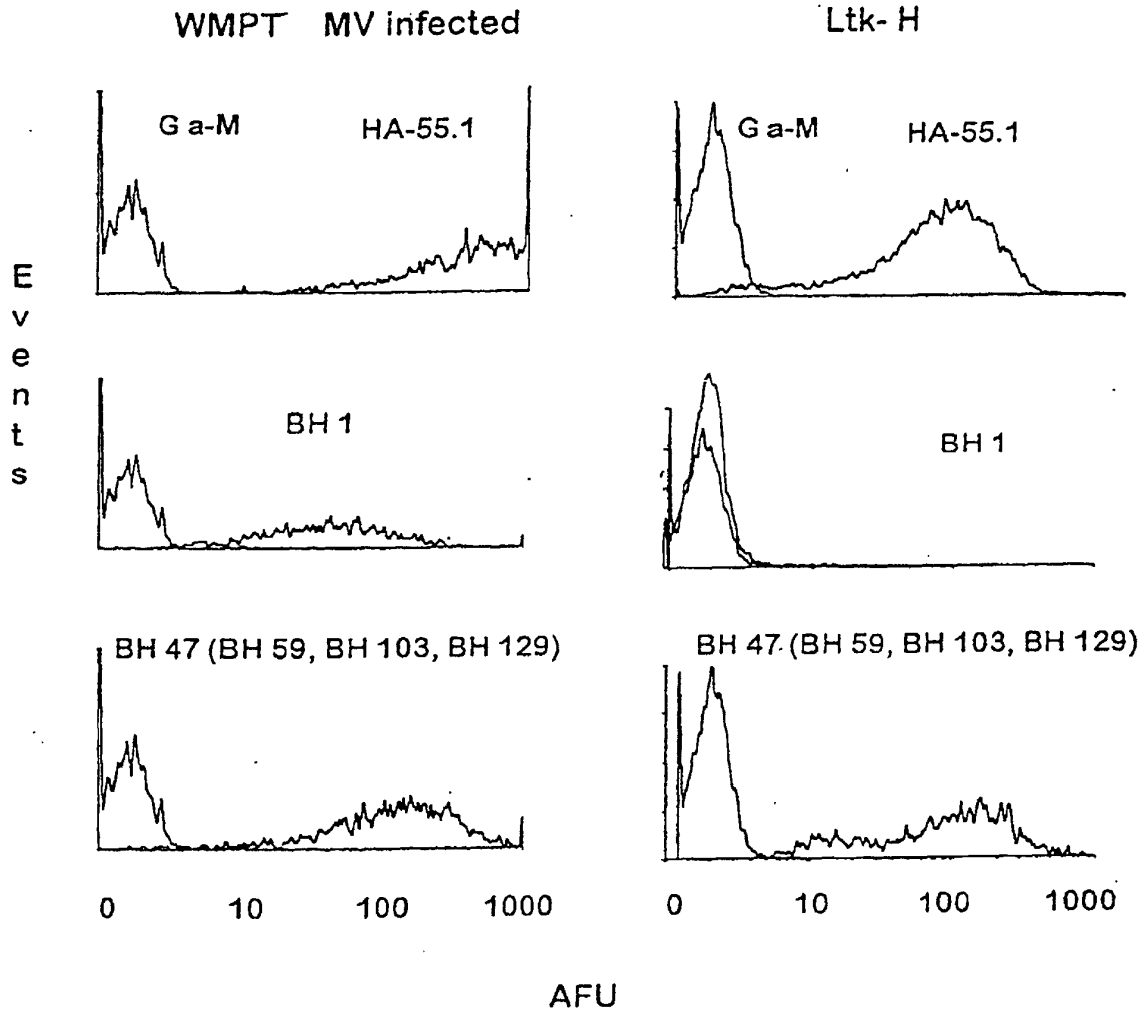 WMPT MV infected
Ltk- H
G a-M
HA-55.1
G a-M
HA-55.1
Events
BH 1
BH 1
BH 47 (BH 59, BH 103, BH 129)
BH 47 (BH 59, BH 103, BH 129)
0 10 100 1000
0 10 100 1000
AFU